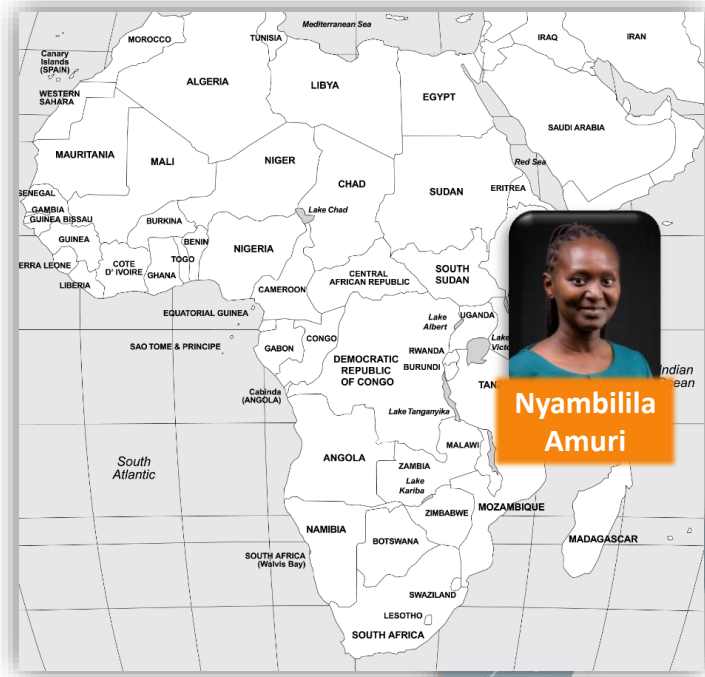 Mediterranean Sea
MOROCCO
TUNISIA
IRAQ
IRAN
Canary
Islands
(SPAIN)
ALGERIA
LIBYA
EGYPT
WESTERN
SAHARA
SAUDI ARABIA
MAURITANIA
MALI
NIGER
CHAD
SUDAN
Red Sea
ERITREA
SENEGAL
GAMBIA
GUINEA BISSAU
Lake Chad
BURKINA
GUINEA
BENIN
NIGERIA
TOGO
COTE
D' IVOIRE
GHANA
ERRA LEONE
LIBERIA
CENTRAL
AFRICAN REPUBLIC
SOUTH
SUDAN
CAMEROON
EQUATORIAL GUINEA
Lake
Albert
UGANDA
SAO TOME & PRINCIPE
GABON
CONGO
Lake
Victo
RWANDA
BURUNDI
DEMOCRATIC
REPUBLIC
OF CONGO
TANZ
Indian
Ocean
Cabinda
(ANGOLA)
Lake Tanganyika
Nyambilila
Amuri
South
Atlantic
ANGOLA
MALAWI
ZAMBIA
Lake
Kariba
MOZAMBIQUE
ZIMBABWE
NAMIBIA
BOTSWANA
MADAGASCAR
SOUTH AFRICA
(Walvis Bay)
SWAZILAND
LESOTHO
SOUTH AFRICA